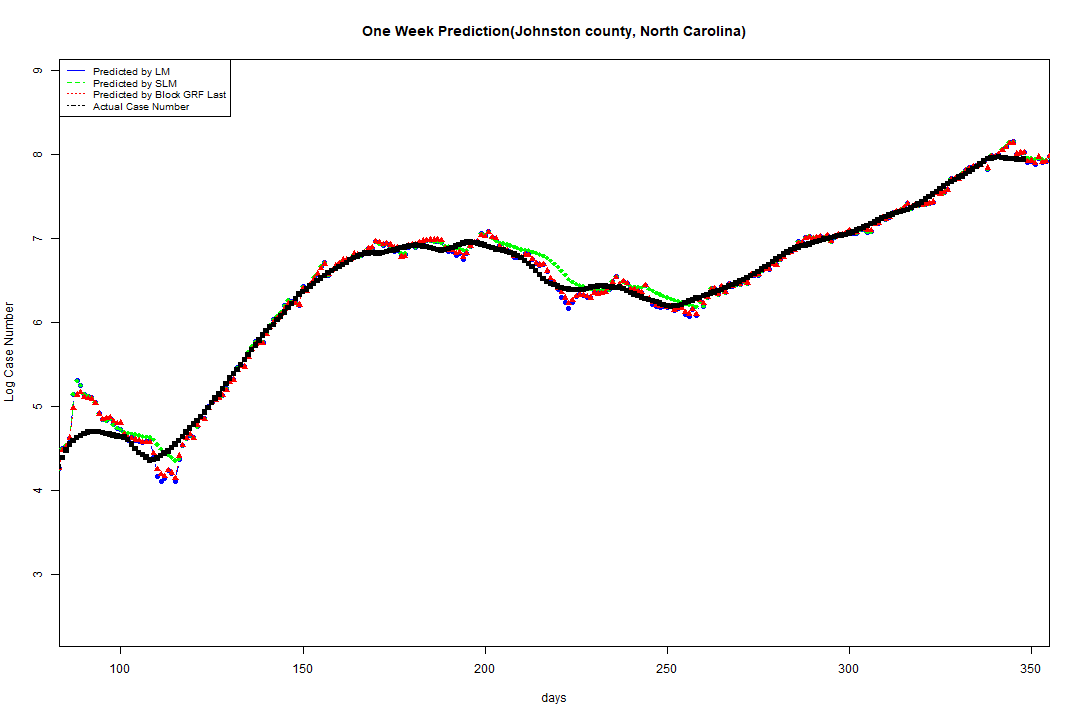 One Week Prediction(Johnston county, North Carolina)
Predicted by LM
Predicted by SLM
Predicted by Block GRF Last
Actual Case Number
9
8
7
6
5
4
3
Log Case Number
100 150 200 250 300 350
days